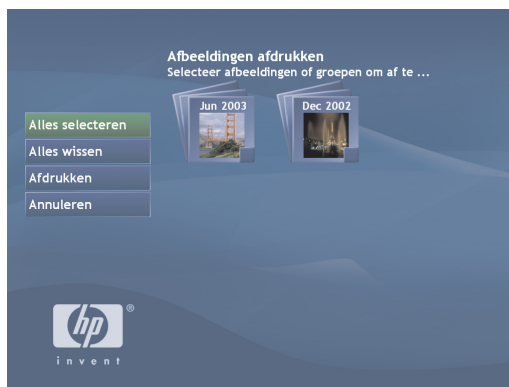 Afbeeldingen afdrukken
Selecteer afbeeldingen of groepen om af te ...
Jun 2003
Dec 2002
Alles selecteren
Alles wissen
Afdrukken
Annuleren
hp
®
invent